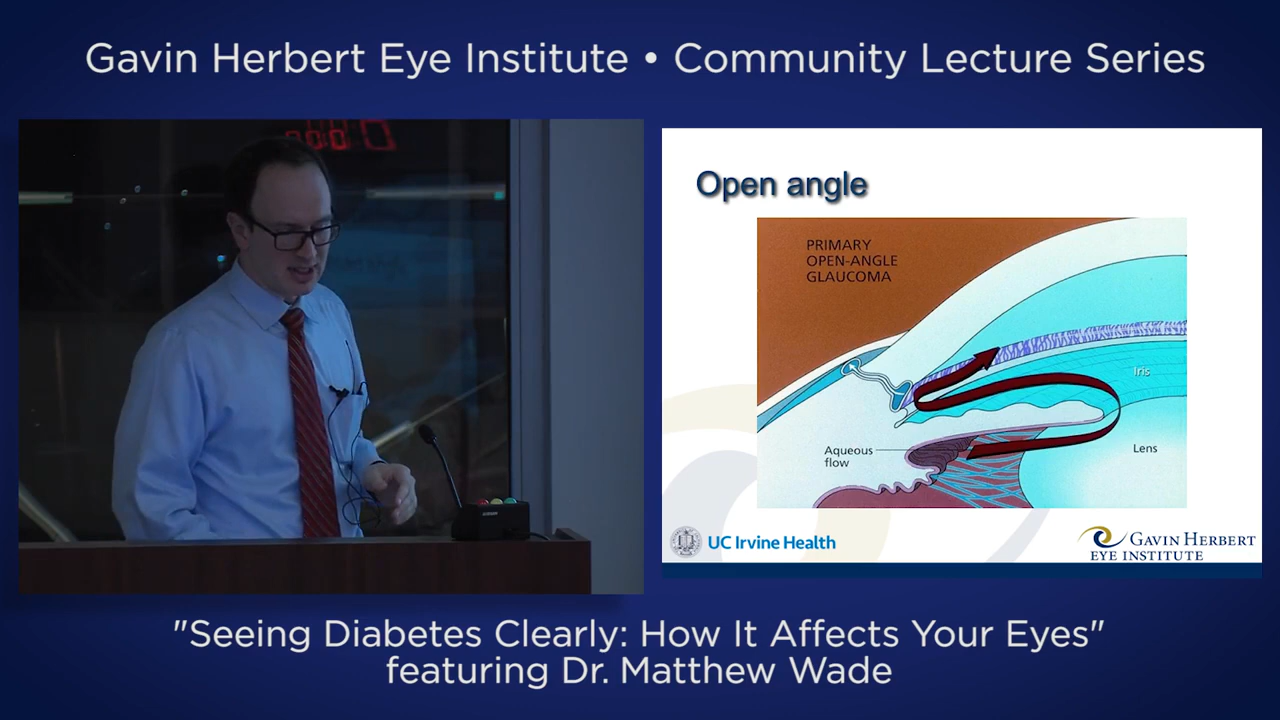 Gavin Herbert Eye Institute • Community Lecture Series
Open angle
PRIMARY
OPEN-ANGLE
GLAUCOMA
Iris
Aqueous
flow
Lens
UC Irvine Health
GAVIN HERBERT
EYE INSTITUTE
"Seeing Diabetes Clearly: How It Affects Your Eyes"
featuring Dr. Matthew Wade